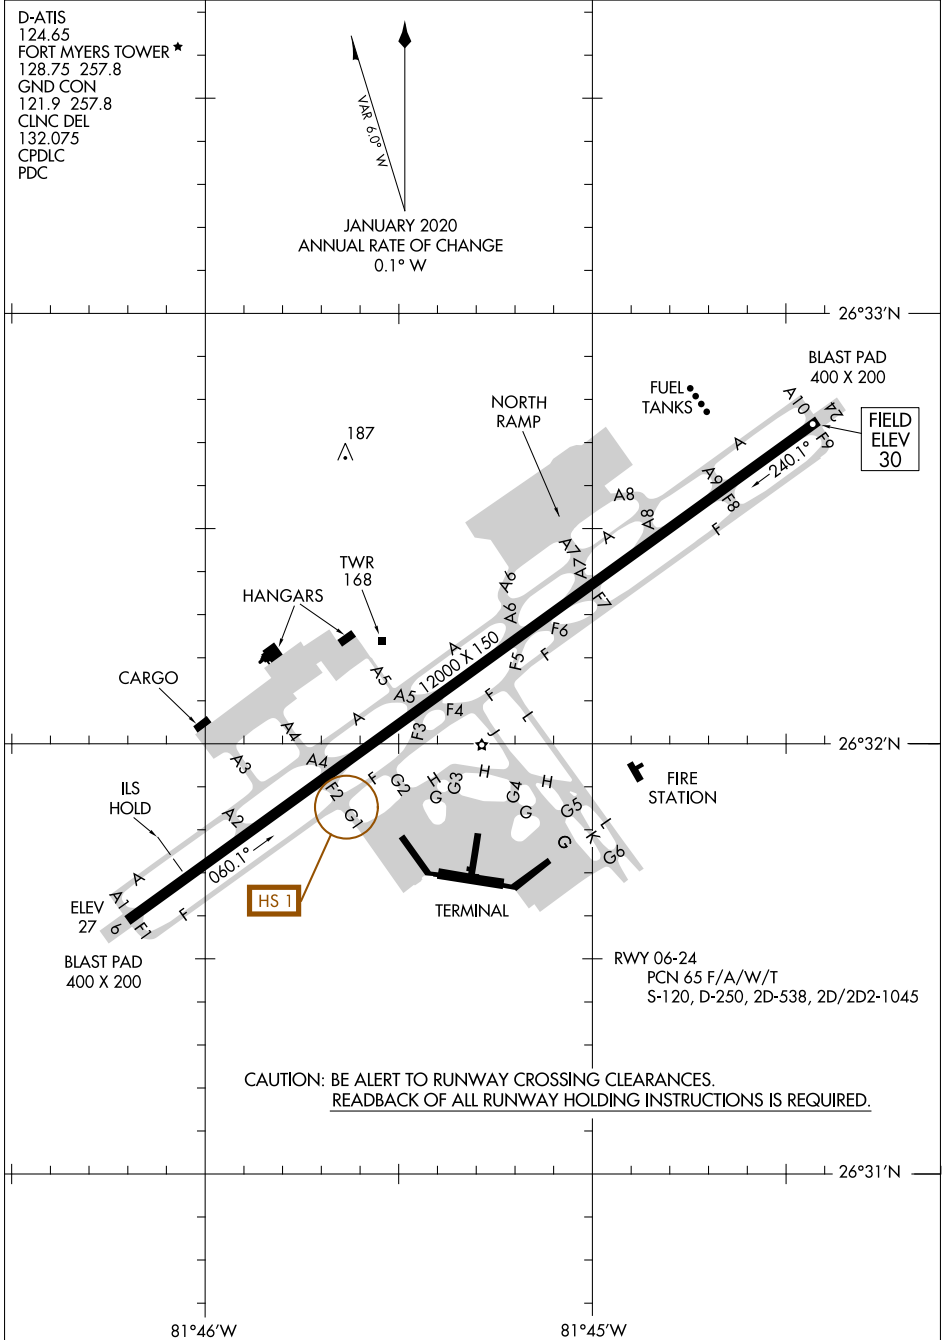 D-ATIS
124.65
FORT MYERS TOWER ★
128.75 257.8
GND CON
121.9 257.8
CLNC DEL
132.075
CPDLC
PDC
VAR 6.0° W
JANUARY 2020
ANNUAL RATE OF CHANGE
0.1° W
26°33'N
BLAST PAD
400 X 200
FUEL
TANKS
NORTH
RAMP
187
A10
24
F9
FIELD
ELEV
30
A
240.1°
A9
F8
A8
A8
F
A
A7
A7
TWR
168
HANGARS
A6
A6
F7
F6
A
12000 X 150
F5
F
CARGO
A5
A5
F4
F
L
A
A4
F3
J
26°32'N
A3
A4
F
G2
H
G3
H
G4
H
FIRE
STATION
ILS
HOLD
F2
G1
G
G
G5
L
A2
K
G
G6
060.1°
A
A1
HS 1
TERMINAL
ELEV
27
6
F1
F
BLAST PAD
400 X 200
RWY 06-24
PCN 65 F/A/W/T
S-120, D-250, 2D-538, 2D/2D2-1045
CAUTION: BE ALERT TO RUNWAY CROSSING CLEARANCES.
READBACK OF ALL RUNWAY HOLDING INSTRUCTIONS IS REQUIRED.
26°31'N
81°46'W
81°45'W